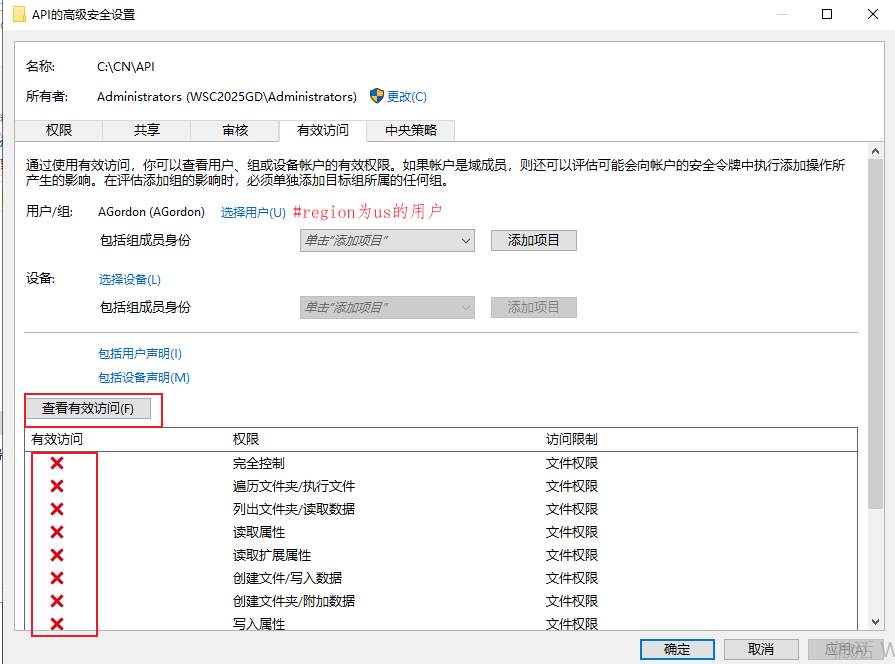 API的高级安全设置
名称: C:\CN\API
所有者: Administrators (WSC2025GD\Administrators) 更改(C)
权限 共享 审核 有效访问 中央策略
通过使用有效访问，你可以查看用户、组或设备帐户的有效权限。如果帐户是域成员，则还可以评估可能会向帐户的安全令牌中执行添加操作所
产生的影响。在评估添加组的影响时，必须单独添加目标组所属的任何组。
用户/组: AGordon (AGordon) 选择用户(U) #region为us的用户
包括组成员身份 单击"添加项目" 添加项目
设备: 选择设备(L)
包括组成员身份 单击"添加项目" 添加项目
包括用户声明(I)
包括设备声明(M)
查看有效访问(F)
有效访问 权限 访问限制
完全控制 文件权限
遍历文件夹/执行文件 文件权限
列出文件夹/读取数据 文件权限
读取属性 文件权限
读取扩展属性 文件权限
创建文件/写入数据 文件权限
创建文件夹/附加数据 文件权限
写入属性 文件权限
确定 取消 应用(A)
激活 W